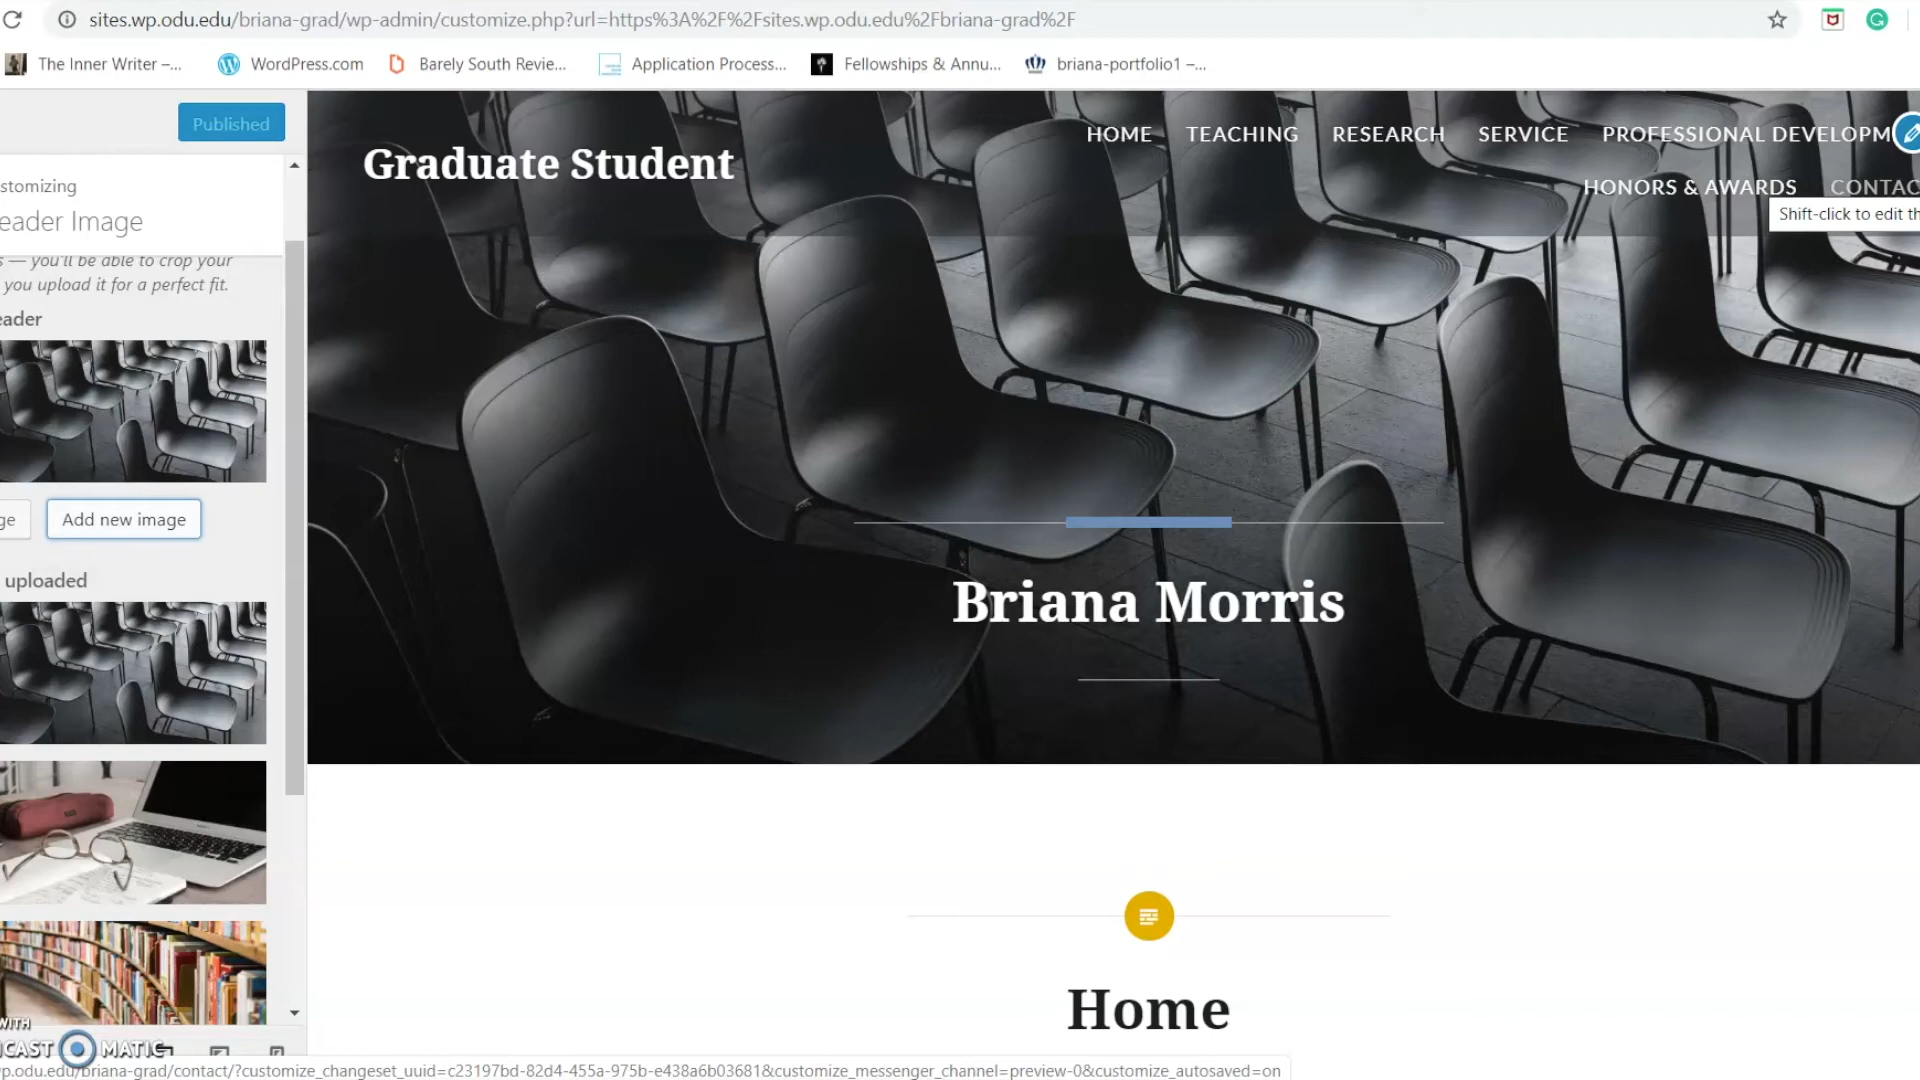 sites.wp.odu.edu/briana-grad/wp-admin/customize.php?url=https%3A%2F%2Fsites.wp.odu.edu%2Fbriana-grad%2F
The Inner Writer –...
WordPress.com
Barely South Revie...
Application Process...
Fellowships & Annu...
briana-portfolio1 –...
Published
stomizing
eader Image
s — you'll be able to crop your
you upload it for a perfect fit.
eader
ge
Add new image
uploaded
Graduate Student
HOME TEACHING RESEARCH SERVICE PROFESSIONAL DEVELOPM
HONORS & AWARDS CONTAC
Shift-click to edit th
Briana Morris
Home
WITH
NCAST MATIC
p.odu.edu/briana-grad/contact/?customize_changeset_uuid=c23197bd-82d4-455a-975b-e438a6b03681&customize_messenger_channel=preview-0&customize_autosaved=on